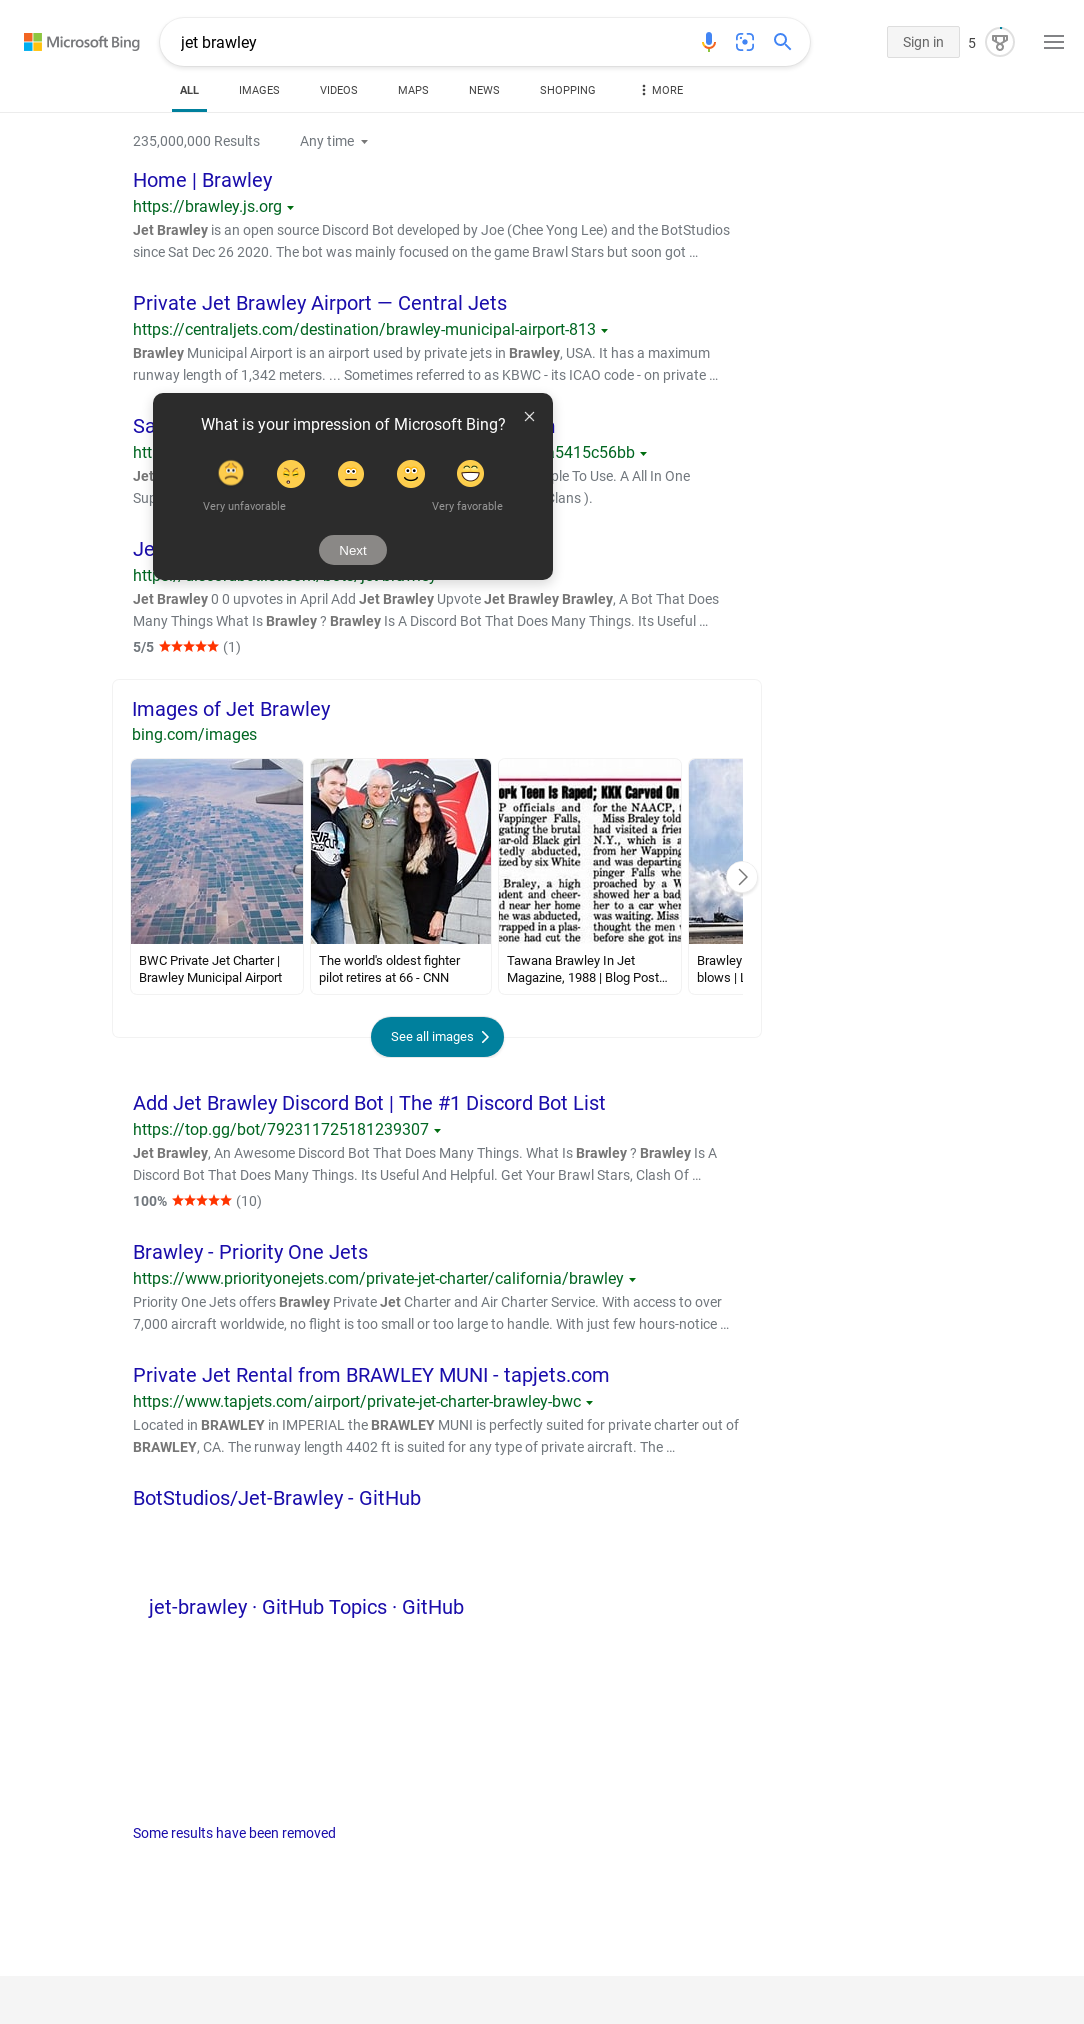 Microsoft Bing
jet brawley
Sign in
5
ALL
IMAGES
VIDEOS
MAPS
NEWS
SHOPPING
MORE
235,000,000 Results
Any time
Home | Brawley
https://brawley.js.org
Jet Brawley is an open source Discord Bot developed by Joe (Chee Yong Lee) and the BotStudios
since Sat Dec 26 2020. The bot was mainly focused on the game Brawl Stars but soon got ...
Private Jet Brawley Airport — Central Jets
https://centraljets.com/destination/brawley-municipal-airport-813
Brawley Municipal Airport is an airport used by private jets in Brawley, USA. It has a maximum
runway length of 1,342 meters. ... Sometimes referred to as KBWC - its ICAO code - on private ...
What is your impression of Microsoft Bing?
Very unfavorable
Very favorable
Next
5415c56bb
To Use. A All In One
Clans ).
Jet Brawley 0 0 upvotes in April Add Jet Brawley Upvote Jet Brawley Brawley, A Bot That Does
Many Things What Is Brawley ? Brawley Is A Discord Bot That Does Many Things. Its Useful ...
5/5
(1)
Images of Jet Brawley
bing.com/images
ork Teen Is Raped; KKK Carved On
P officials and
Wappinger Falls,
gating the brutal
ar-old Black girl
tedly abducted,
ized by six White
Braley, a high
dent and cheer-
d near her home
he was abducted,
wrapped in a plas-
eone had cut the
for the NAACP,
Miss Braley told
had visited a frie
N.Y., which is a
from her Wapping
and was departing
pinger Falls whe
proached by a W
showed her a bad
her to a car when
was waiting. Miss
thought the men
before she got ins
BWC Private Jet Charter |
Brawley Municipal Airport
The world's oldest fighter
pilot retires at 66 - CNN
Tawana Brawley In Jet
Magazine, 1988 | Blog Post...
Brawley
blows | L
See all images
Add Jet Brawley Discord Bot | The #1 Discord Bot List
https://top.gg/bot/792311725181239307
Jet Brawley, An Awesome Discord Bot That Does Many Things. What Is Brawley ? Brawley Is A
Discord Bot That Does Many Things. Its Useful And Helpful. Get Your Brawl Stars, Clash Of ...
100%
(10)
Brawley - Priority One Jets
https://www.priorityonejets.com/private-jet-charter/california/brawley
Priority One Jets offers Brawley Private Jet Charter and Air Charter Service. With access to over
7,000 aircraft worldwide, no flight is too small or too large to handle. With just few hours-notice ...
Private Jet Rental from BRAWLEY MUNI - tapjets.com
https://www.tapjets.com/airport/private-jet-charter-brawley-bwc
Located in BRAWLEY in IMPERIAL the BRAWLEY MUNI is perfectly suited for private charter out of
BRAWLEY, CA. The runway length 4402 ft is suited for any type of private aircraft. The ...
BotStudios/Jet-Brawley - GitHub
jet-brawley · GitHub Topics · GitHub
Some results have been removed